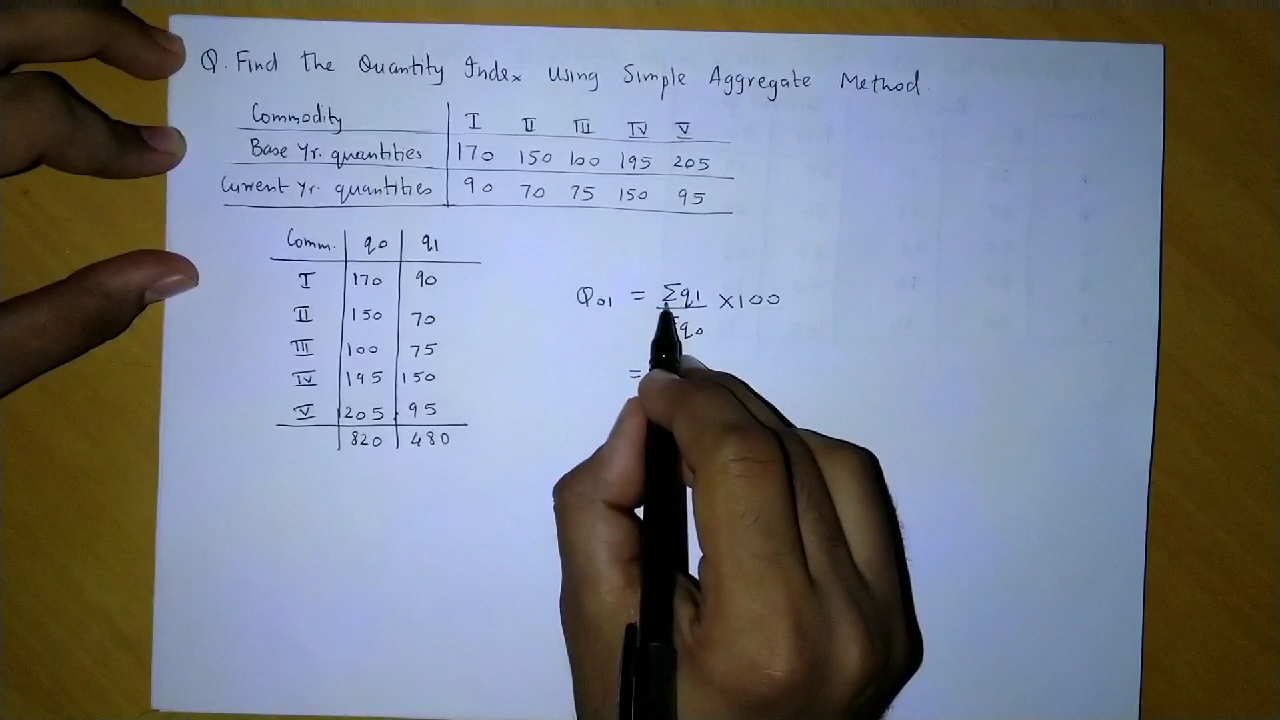 Q. Find the Quantity Index using Simple Aggregate Method.
Commodity I II III IV V
Base Yr. quantities 170 150 100 195 205
Current Yr. quantities 90 70 75 150 95
Comm. q0 q1
I 170 90
II 150 70
III 100 75
IV 195 150
V 205 95
820 480
Q01 = Σq1 ×100
q0
=